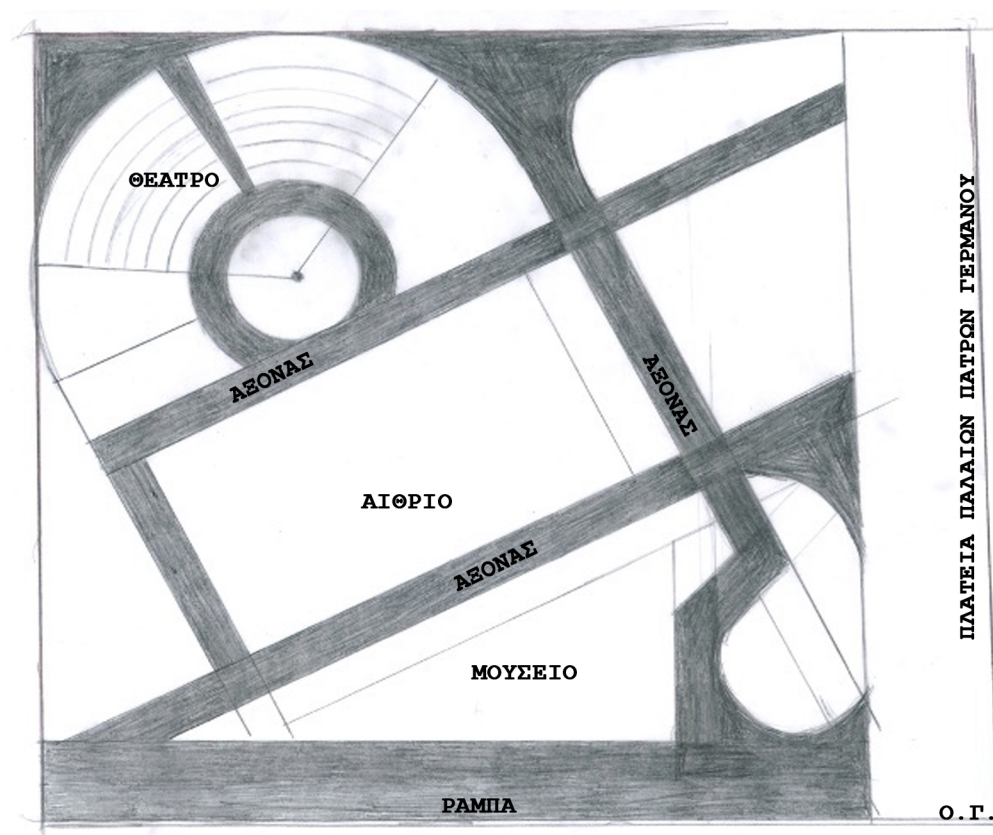 ΘΕΑΤΡΟ
ΑΞΟΝΑΣ
ΑΞΟΝΑΣ
ΑΙΘΡΙΟ
ΑΞΟΝΑΣ
ΜΟΥΣΕΙΟ
ΡΑΜΠΑ
ΠΛΑΤΕΙΑ ΠΑΛΑΙΩΝ ΠΑΤΡΩΝ ΓΕΡΜΑΝΟΥ
Ο.Γ.